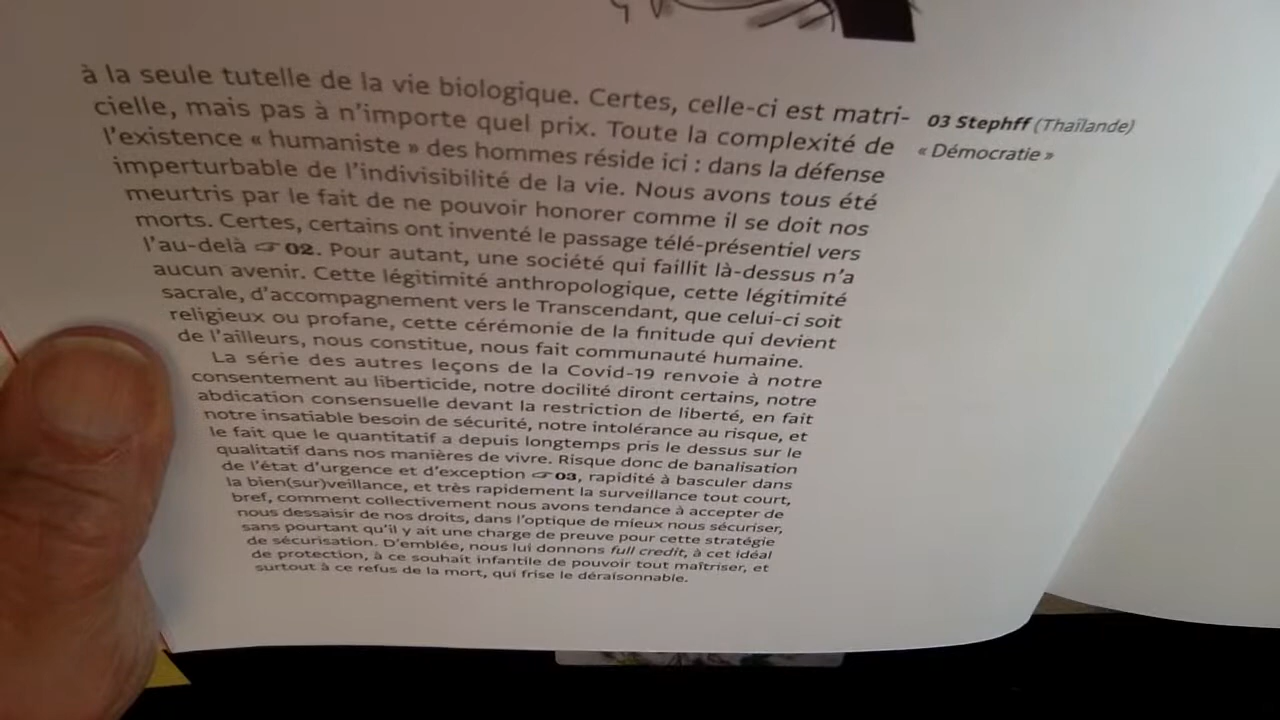 à la seule tutelle de la vie biologique. Certes, celle-ci est matri-
cielle, mais pas à n'importe quel prix. Toute la complexité de
l'existence « humaniste » des hommes réside ici : dans la défense
imperturbable de l'indivisibilité de la vie. Nous avons tous été
meurtris par le fait de ne pouvoir honorer comme il se doit nos
morts. Certes, certains ont inventé le passage télé-présentiel vers
l'au-delà ☞ 02. Pour autant, une société qui faillit là-dessus n'a
aucun avenir. Cette légitimité anthropologique, cette légitimité
sacrale, d'accompagnement vers le Transcendant, que celui-ci soit
religieux ou profane, cette cérémonie de la finitude qui devient
de l'ailleurs, nous constitue, nous fait communauté humaine.
La série des autres leçons de la Covid-19 renvoie à notre
consentement au liberticide, notre docilité diront certains, notre
abdication consensuelle devant la restriction de liberté, en fait
notre insatiable besoin de sécurité, notre intolérance au risque, et
le fait que le quantitatif a depuis longtemps pris le dessus sur le
qualitatif dans nos manières de vivre. Risque donc de banalisation
de l'état d'urgence et d'exception ☞ 03, rapidité à basculer dans
la bien(sur)veillance, et très rapidement la surveillance tout court,
bref, comment collectivement nous avons tendance à accepter de
nous dessaisir de nos droits, dans l'optique de mieux nous sécuriser,
sans pourtant qu'il y ait une charge de preuve pour cette stratégie
de sécurisation. D'emblée, nous lui donnons full credit, à cet idéal
de protection, à ce souhait infantile de pouvoir tout maîtriser, et
surtout à ce refus de la mort, qui frise le déraisonnable.
03 Stephff (Thaïlande)
« Démocratie »